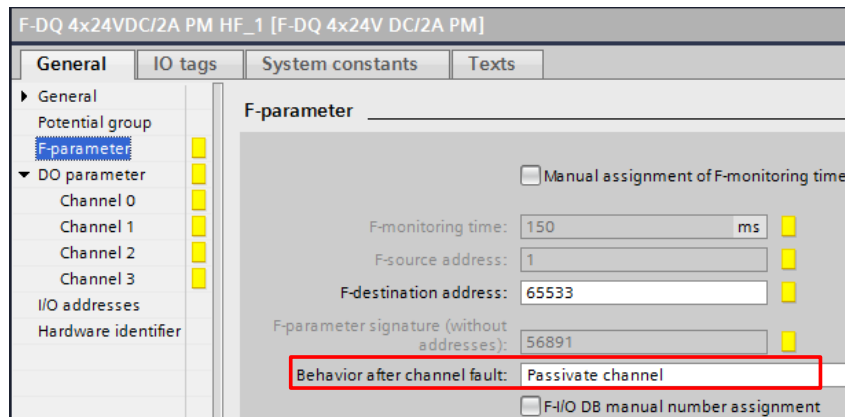 F-DQ 4x24VDC/2A PM HF_1 [F-DQ 4x24V DC/2A PM]
General IO tags System constants Texts
General
Potential group
F-parameter
DO parameter
Channel 0
Channel 1
Channel 2
Channel 3
I/O addresses
Hardware identifier
F-parameter
Manual assignment of F-monitoring time
F-monitoring time: 150 ms
F-source address: 1
F-destination address: 65533
F-parameter signature (without
addresses): 56891
Behavior after channel fault: Passivate channel
F-I/O DB manual number assignment